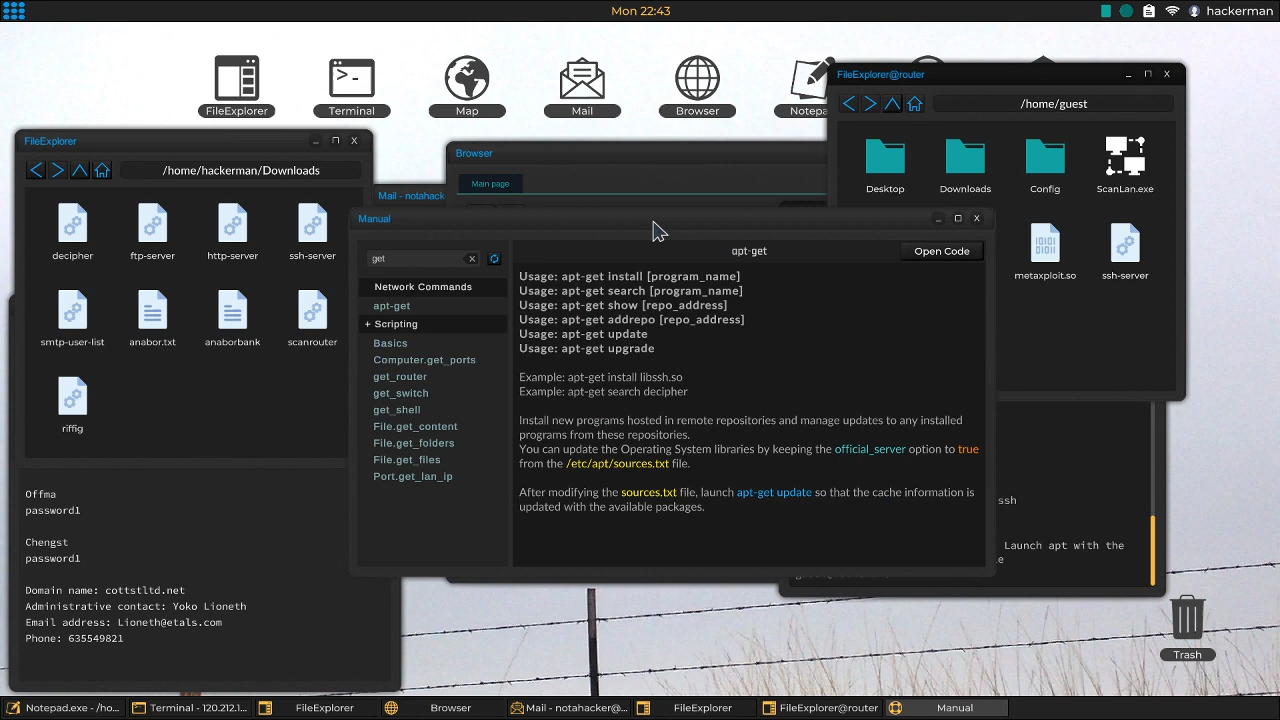 Mon 22:43
hackerman
FileExplorer
Terminal
Map
Mail
Browser
Notepa
FileExplorer@router
/home/guest
Desktop
Downloads
Config
ScanLan.exe
metaxploit.so
ssh-server
FileExplorer
/home/hackerman/Downloads
decipher
ftp-server
http-server
ssh-server
smtp-user-list
anabor.txt
anaborbank
scanrouter
riffig
Mail - notahack
Browser
Main page
Manual
get
X
Network Commands
apt-get
+ Scripting
Basics
Computer.get_ports
get_router
get_switch
get_shell
File.get_content
File.get_folders
File.get_files
Port.get_lan_ip
apt-get
Open Code
Usage: apt-get install [program_name]
Usage: apt-get search [program_name]
Usage: apt-get show [repo_address]
Usage: apt-get addrepo [repo_address]
Usage: apt-get update
Usage: apt-get upgrade
Example: apt-get install libssh.so
Example: apt-get search decipher
Install new programs hosted in remote repositories and manage updates to any installed
programs from these repositories.
You can update the Operating System libraries by keeping the official_server option to true
from the /etc/apt/sources.txt file.
After modifying the sources.txt file, launch apt-get update so that the cache information is
updated with the available packages.
Offma
password1
Chengst
password1
Domain name: cottstltd.net
Administrative contact: Yoko Lioneth
Email address: Lioneth@etals.com
Phone: 635549821
ssh
Launch apt with the
e
Trash
Notepad.exe - /ho...
Terminal - 120.212.1...
FileExplorer
Browser
Mail - notahacker@...
FileExplorer
FileExplorer@router
Manual